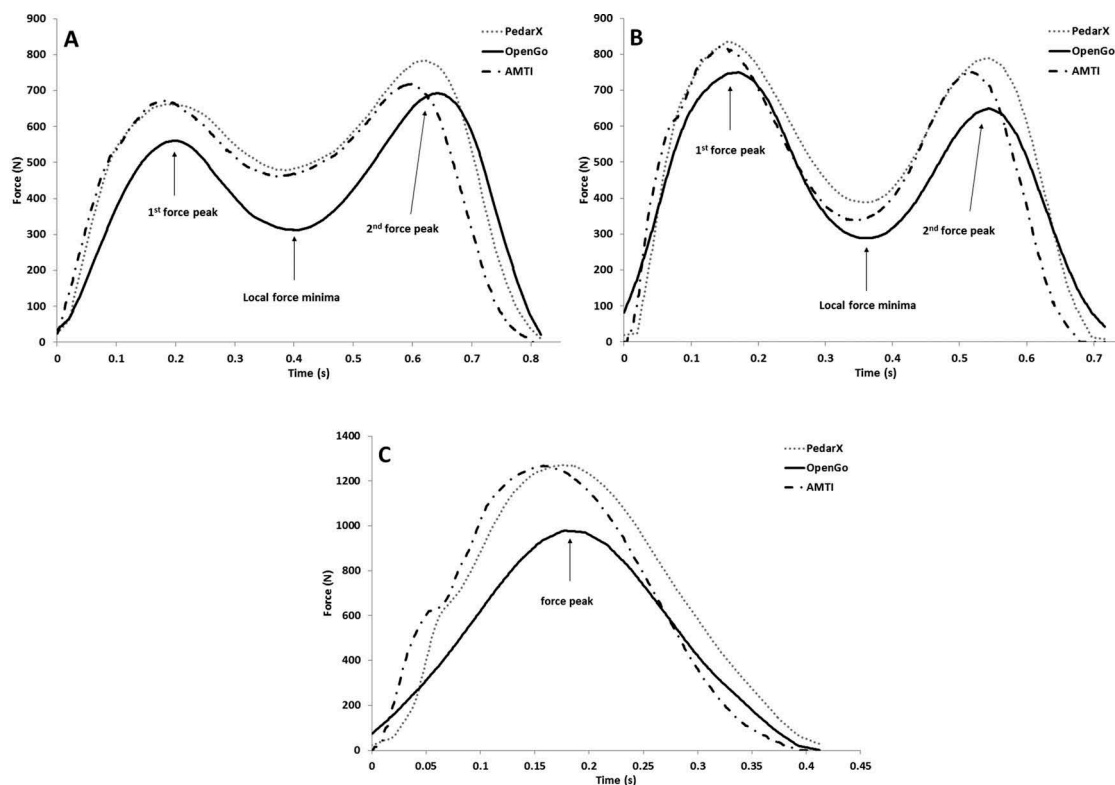 A
PedarX
OpenGo
AMTI
Force (N)
900
800
700
600
500
400
300
200
100
0
1st force peak
2nd force peak
Local force minima
0 0.1 0.2 0.3 0.4 0.5 0.6 0.7 0.8
Time (s)
B
PedarX
OpenGo
AMTI
Force (N)
900
800
700
600
500
400
300
200
100
0
1st force peak
2nd force peak
Local force minima
0 0.1 0.2 0.3 0.4 0.5 0.6 0.7
Time (s)
C
PedarX
OpenGo
AMTI
Force (N)
1400
1200
1000
800
600
400
200
0
force peak
0 0.05 0.1 0.15 0.2 0.25 0.3 0.35 0.4 0.45
Time (s)